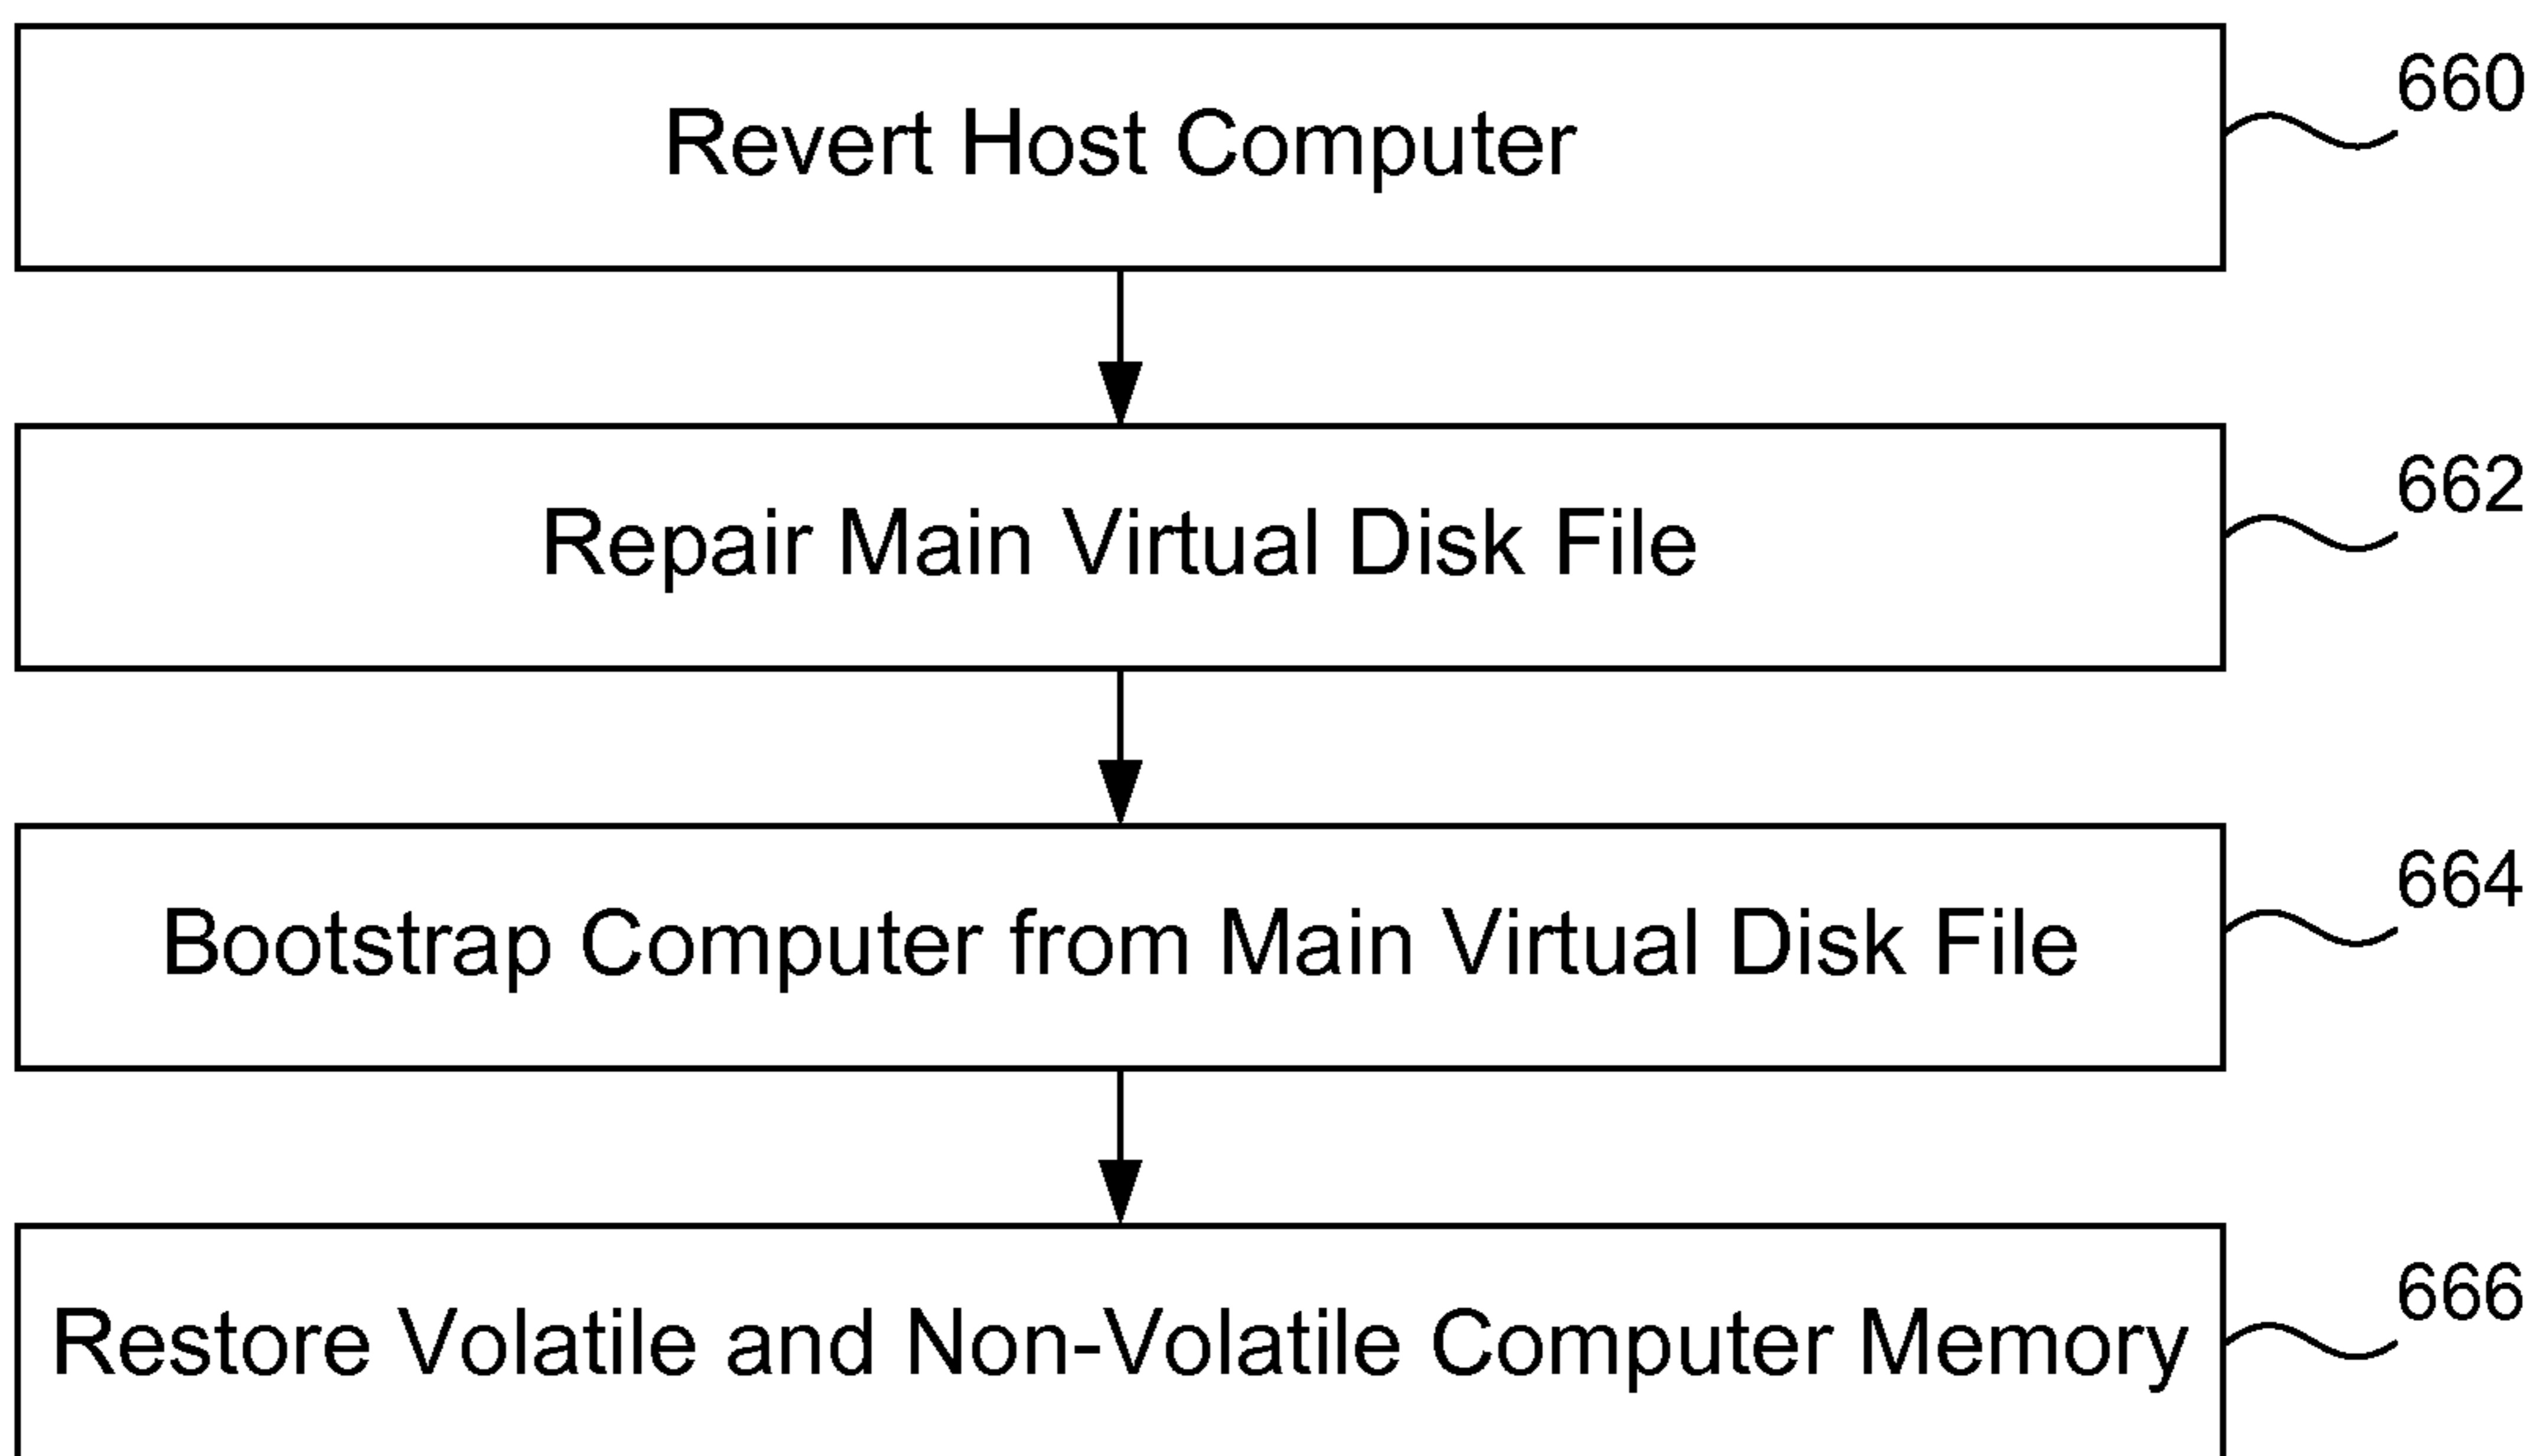 Revert Host Computer
660
Repair Main Virtual Disk File
662
Bootstrap Computer from Main Virtual Disk File
664
Restore Volatile and Non-Volatile Computer Memory
666